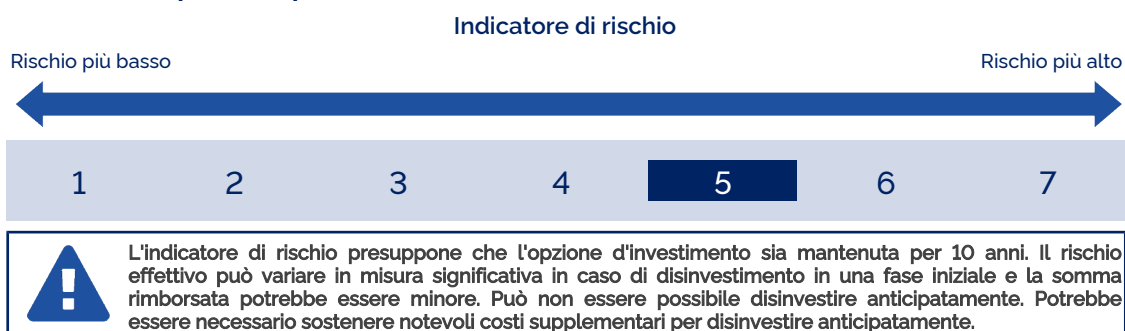 Indicatore di rischio
Rischio più basso Rischio più alto
1 2 3 4 5 6 7
L'indicatore di rischio presuppone che l'opzione d'investimento sia mantenuta per 10 anni. Il rischio
effettivo può variare in misura significativa in caso di disinvestimento in una fase iniziale e la somma
rimborsata potrebbe essere minore. Può non essere possibile disinvestire anticipatamente. Potrebbe
essere necessario sostenere notevoli costi supplementari per disinvestire anticipatamente.